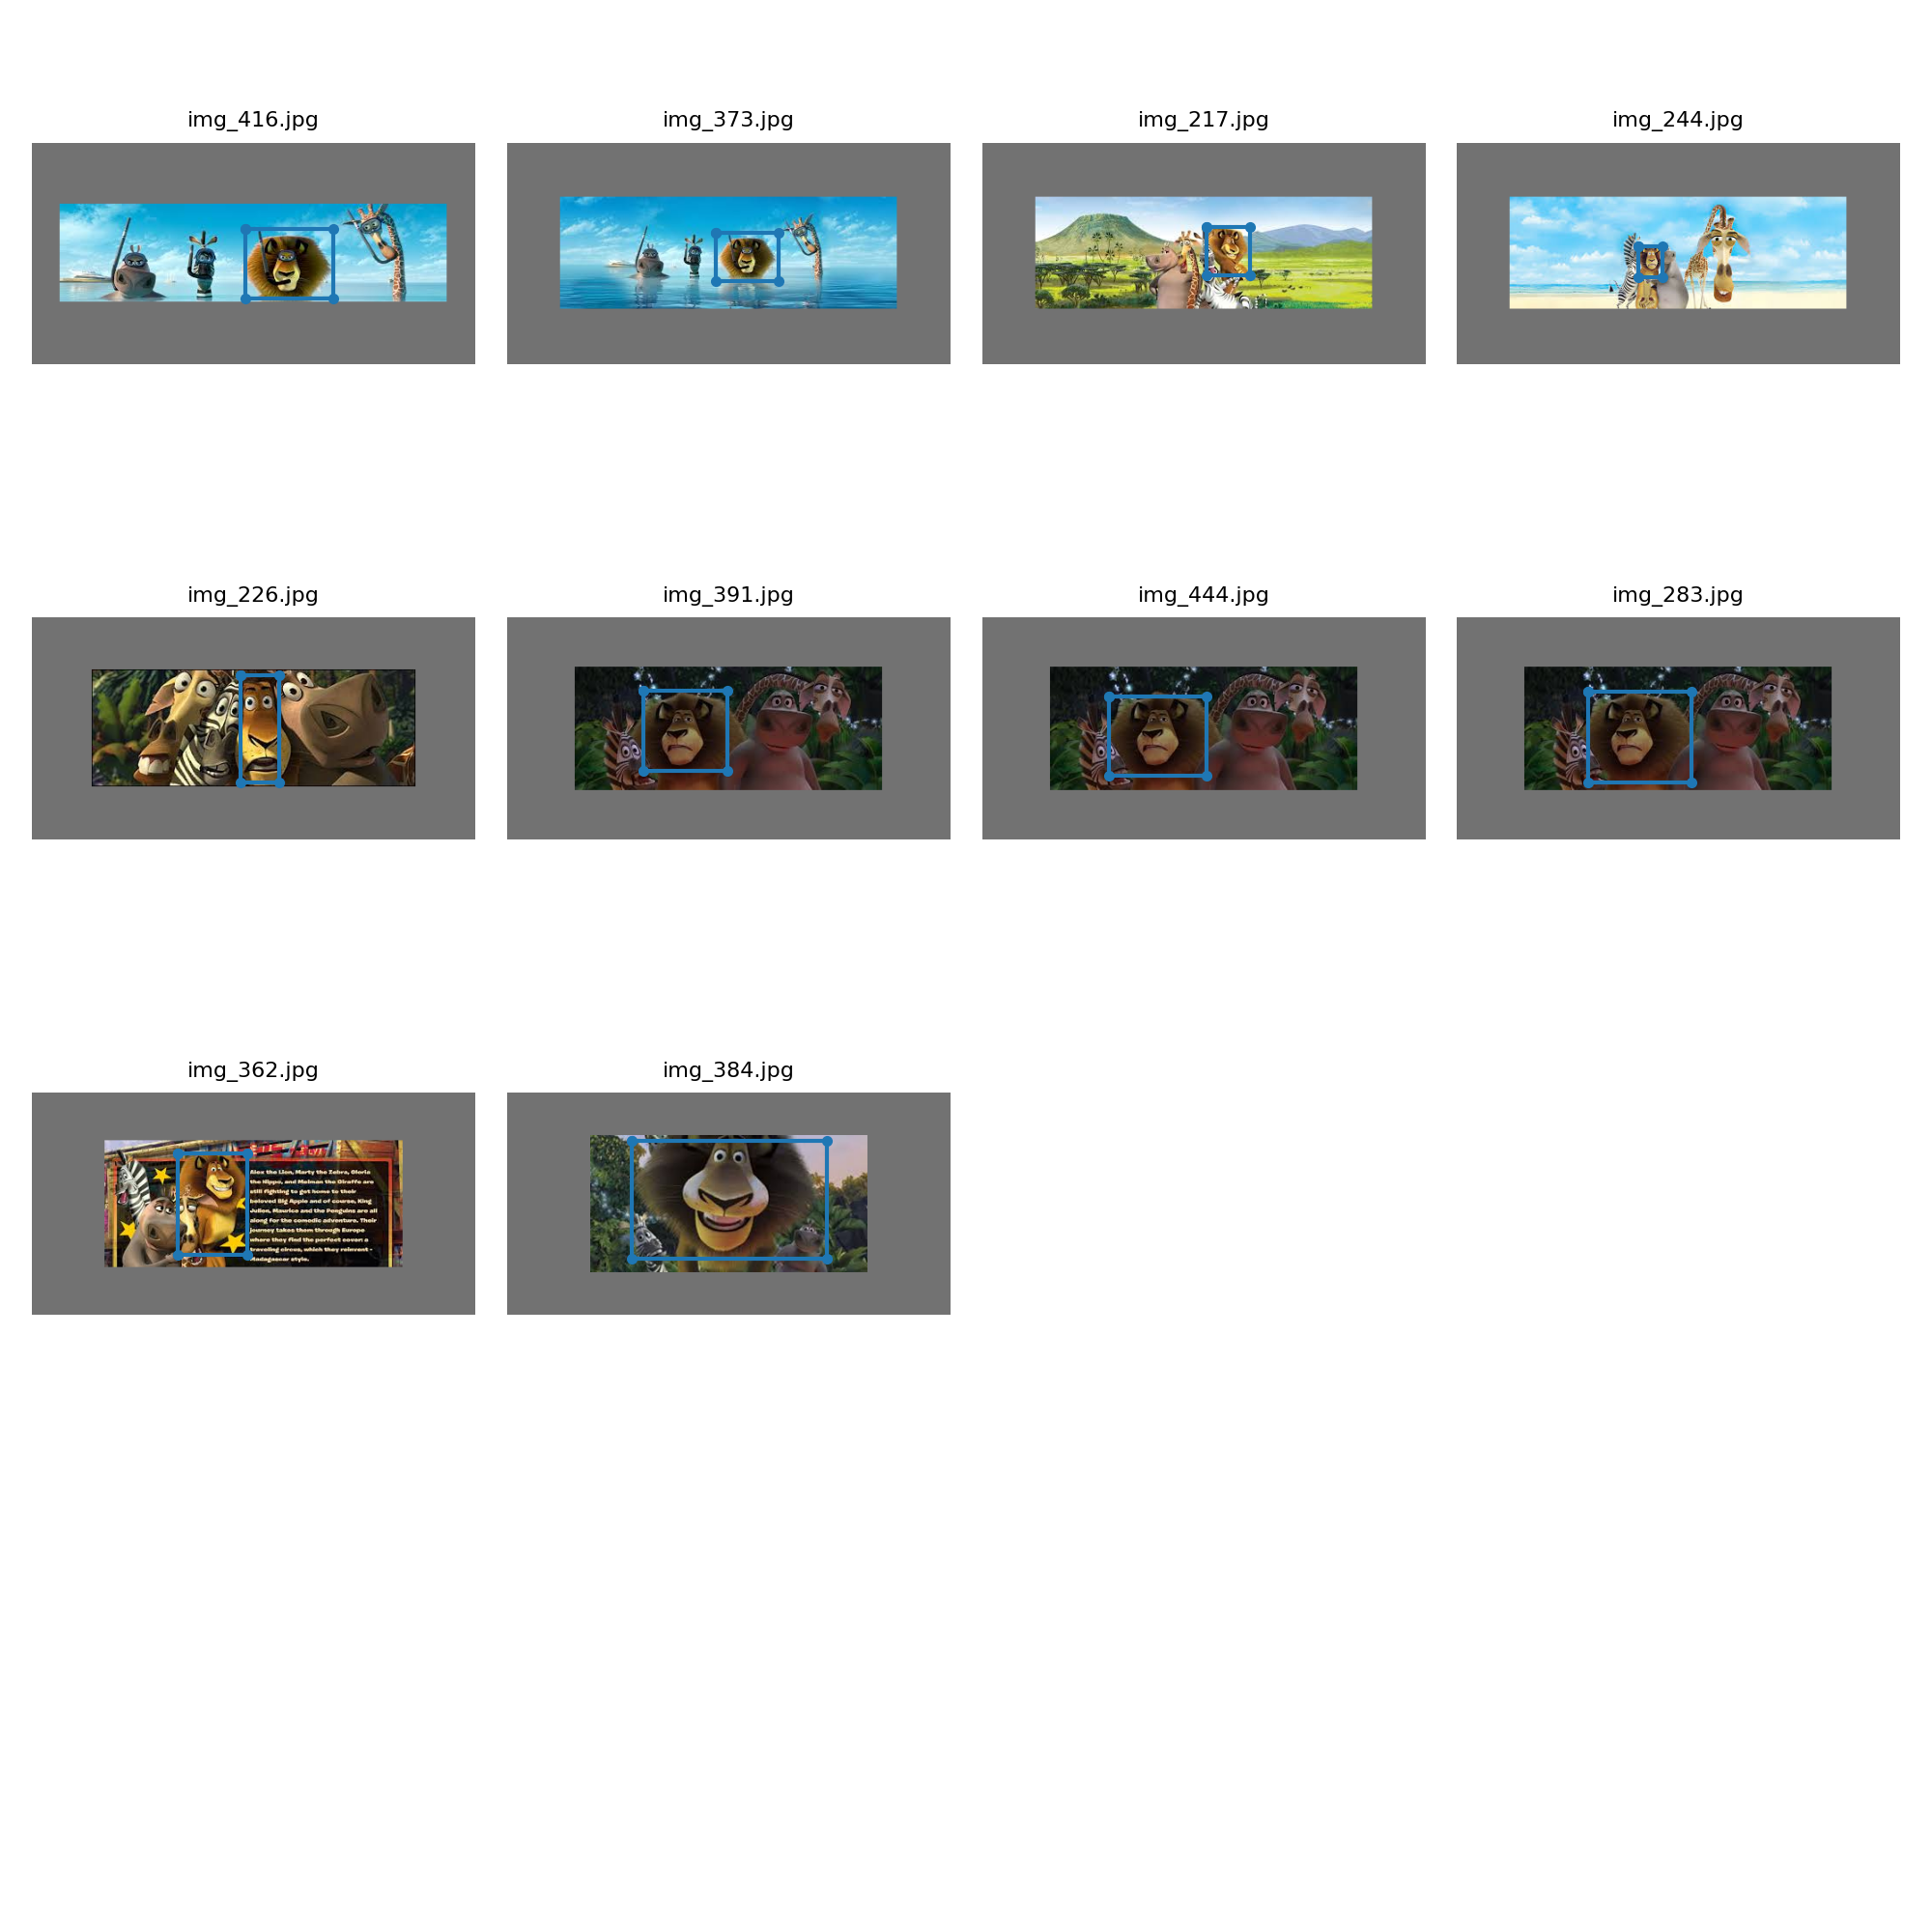 img_416.jpg
img_373.jpg
img_217.jpg
img_244.jpg
img_226.jpg
img_391.jpg
img_444.jpg
img_283.jpg
img_362.jpg
img_384.jpg
Alex the Lion, Marty the Zebra, Gloria
the Hippo, and Melman the Giraffe are
still fighting to get home to their
beloved Big Apple and of course, King
Julien, Maurice and the Penguins are all
along for the comedic adventure. Their
journey takes them through Europe
where they find the perfect cover: a
traveling circus, which they reinvent -
Madagascar style.